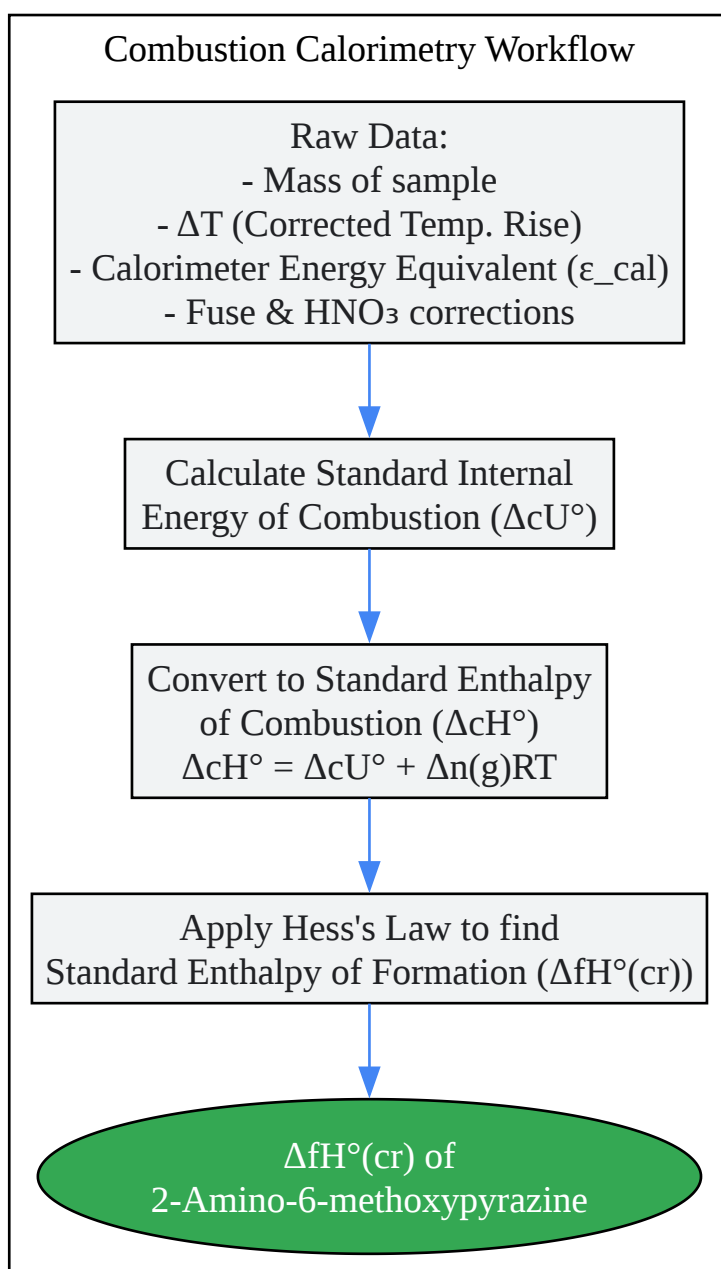 Combustion Calorimetry Workflow
Raw Data:
- Mass of sample
- ΔT (Corrected Temp. Rise)
- Calorimeter Energy Equivalent (ε_cal)
- Fuse & HNO₃ corrections
Calculate Standard Internal
Energy of Combustion (ΔcU°)
Convert to Standard Enthalpy
of Combustion (ΔcH°)
ΔcH° = ΔcU° + Δn(g)RT
Apply Hess's Law to find
Standard Enthalpy of Formation (ΔfH°(cr))
ΔfH°(cr) of
2-Amino-6-methoxypyrazine